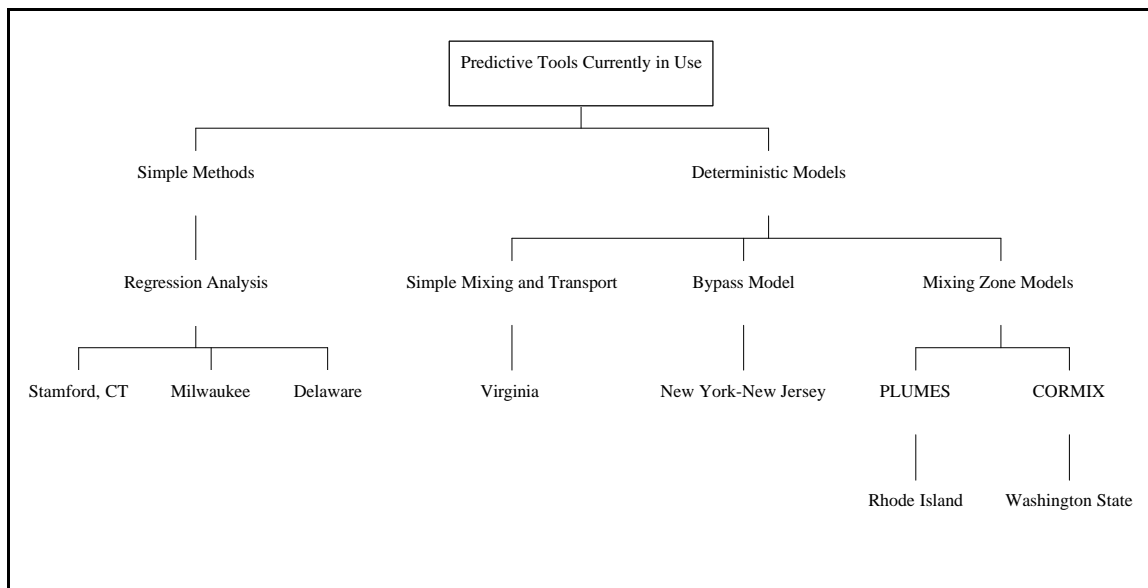 Predictive Tools Currently in Use
Simple Methods
Deterministic Models
Regression Analysis
Simple Mixing and Transport
Bypass Model
Mixing Zone Models
Stamford, CT
Milwaukee
Delaware
Virginia
New York-New Jersey
PLUMES
CORMIX
Rhode Island
Washington State